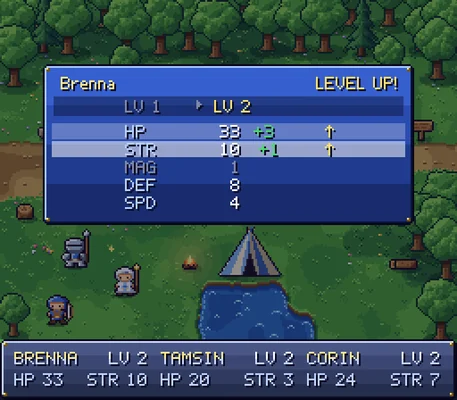 Brenna LEVEL UP!
LV 1 ▸ LV 2
HP 33 +3 ↑
STR 10 +1 ↑
MAG 1
DEF 8
SPD 4
BRENNA LV 2 TAMSIN LV 2 CORIN LV 2
HP 33 STR 10 HP 20 STR 3 HP 24 STR 7